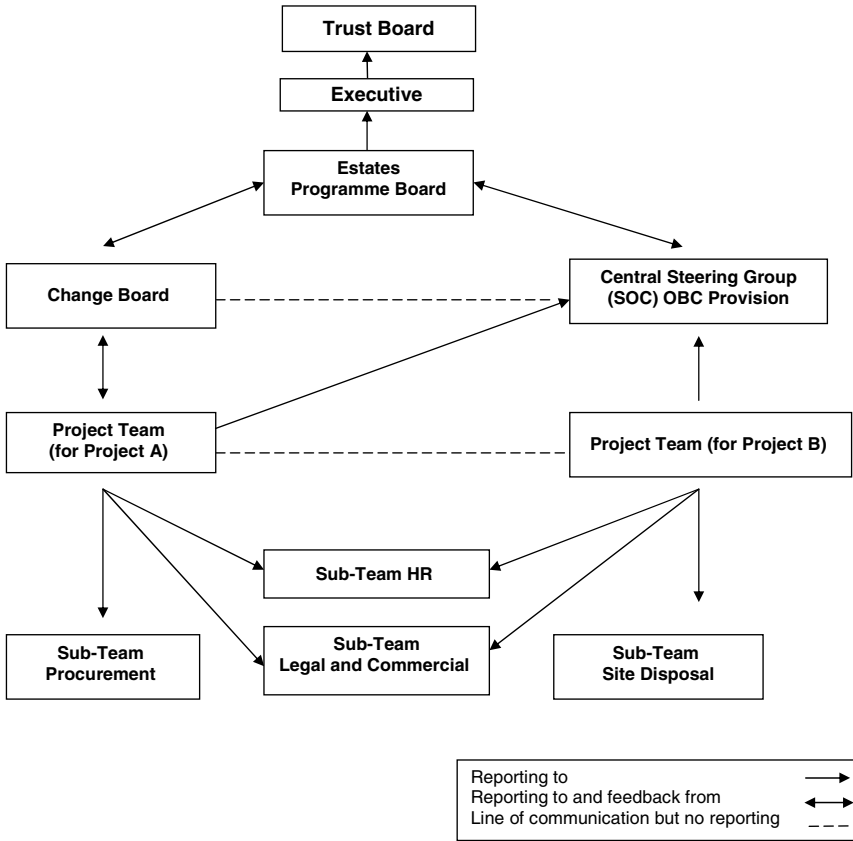 Trust Board
Executive
Estates
Programme Board
Change Board
Central Steering Group
(SOC) OBC Provision
Project Team
(for Project A)
Project Team (for Project B)
Sub-Team HR
Sub-Team
Procurement
Sub-Team
Legal and Commercial
Sub-Team
Site Disposal
Reporting to
Reporting to and feedback from
Line of communication but no reporting